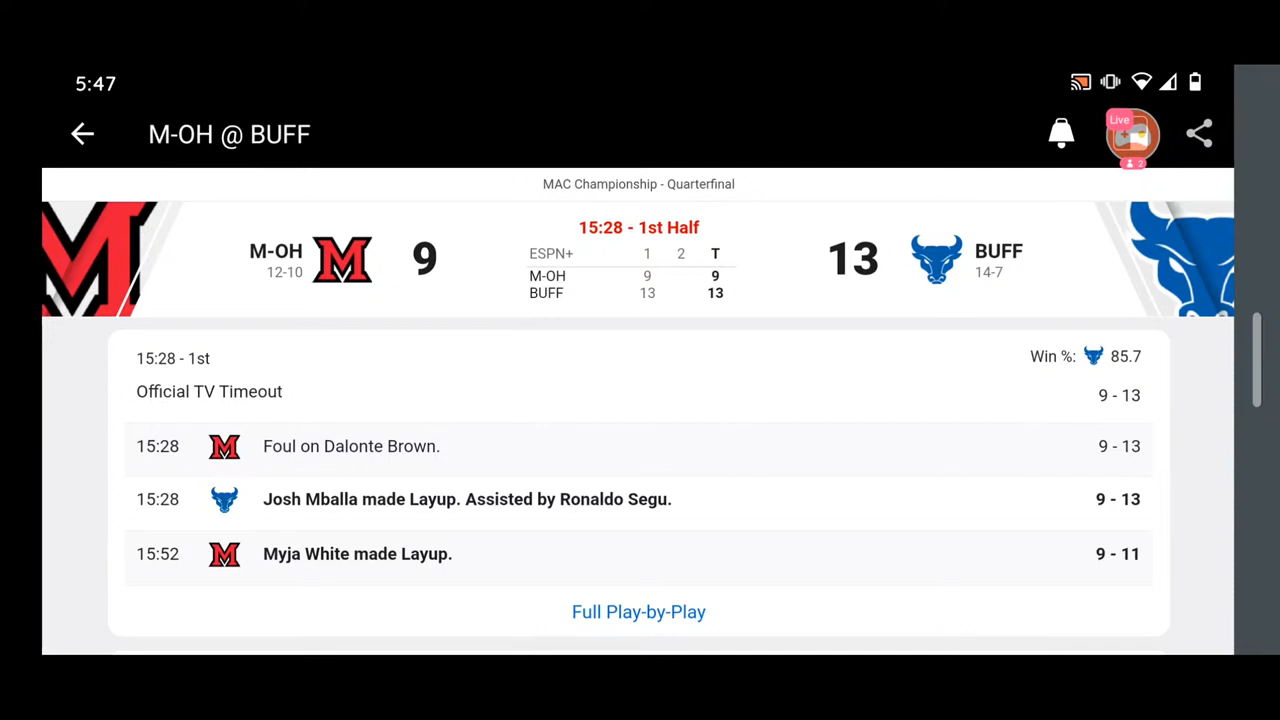 5:47
M-OH @ BUFF
Live
2
MAC Championship - Quarterfinal
15:28 - 1st Half
M-OH 9 13 BUFF
12-10 14-7
ESPN+ 1 2 T
M-OH 9 9
BUFF 13 13
15:28 - 1st Win %: 85.7
Official TV Timeout 9 - 13
15:28 Foul on Dalonte Brown. 9 - 13
15:28 Josh Mballa made Layup. Assisted by Ronaldo Segu. 9 - 13
15:52 Myja White made Layup. 9 - 11
Full Play-by-Play